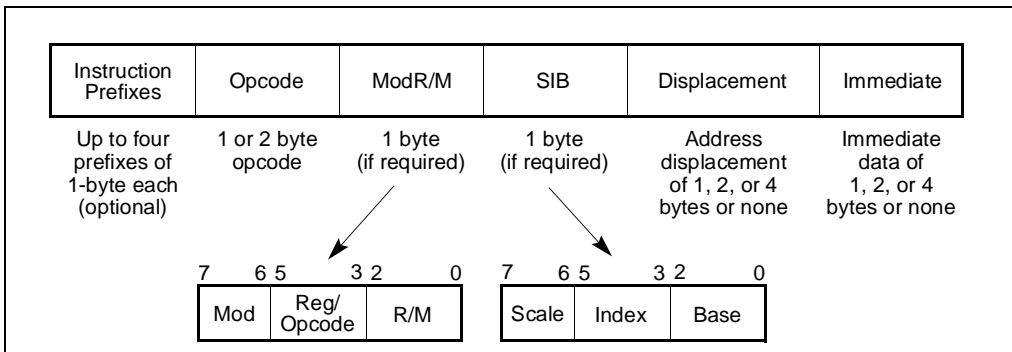 Instruction Prefixes
Opcode
ModR/M
SIB
Displacement
Immediate
Up to four prefixes of 1-byte each (optional)
1 or 2 byte opcode
1 byte (if required)
1 byte (if required)
Address displacement of 1, 2, or 4 bytes or none
Immediate data of 1, 2, or 4 bytes or none
7 6 5 3 2 0
Mod
Reg/ Opcode
R/M
7 6 5 3 2 0
Scale
Index
Base